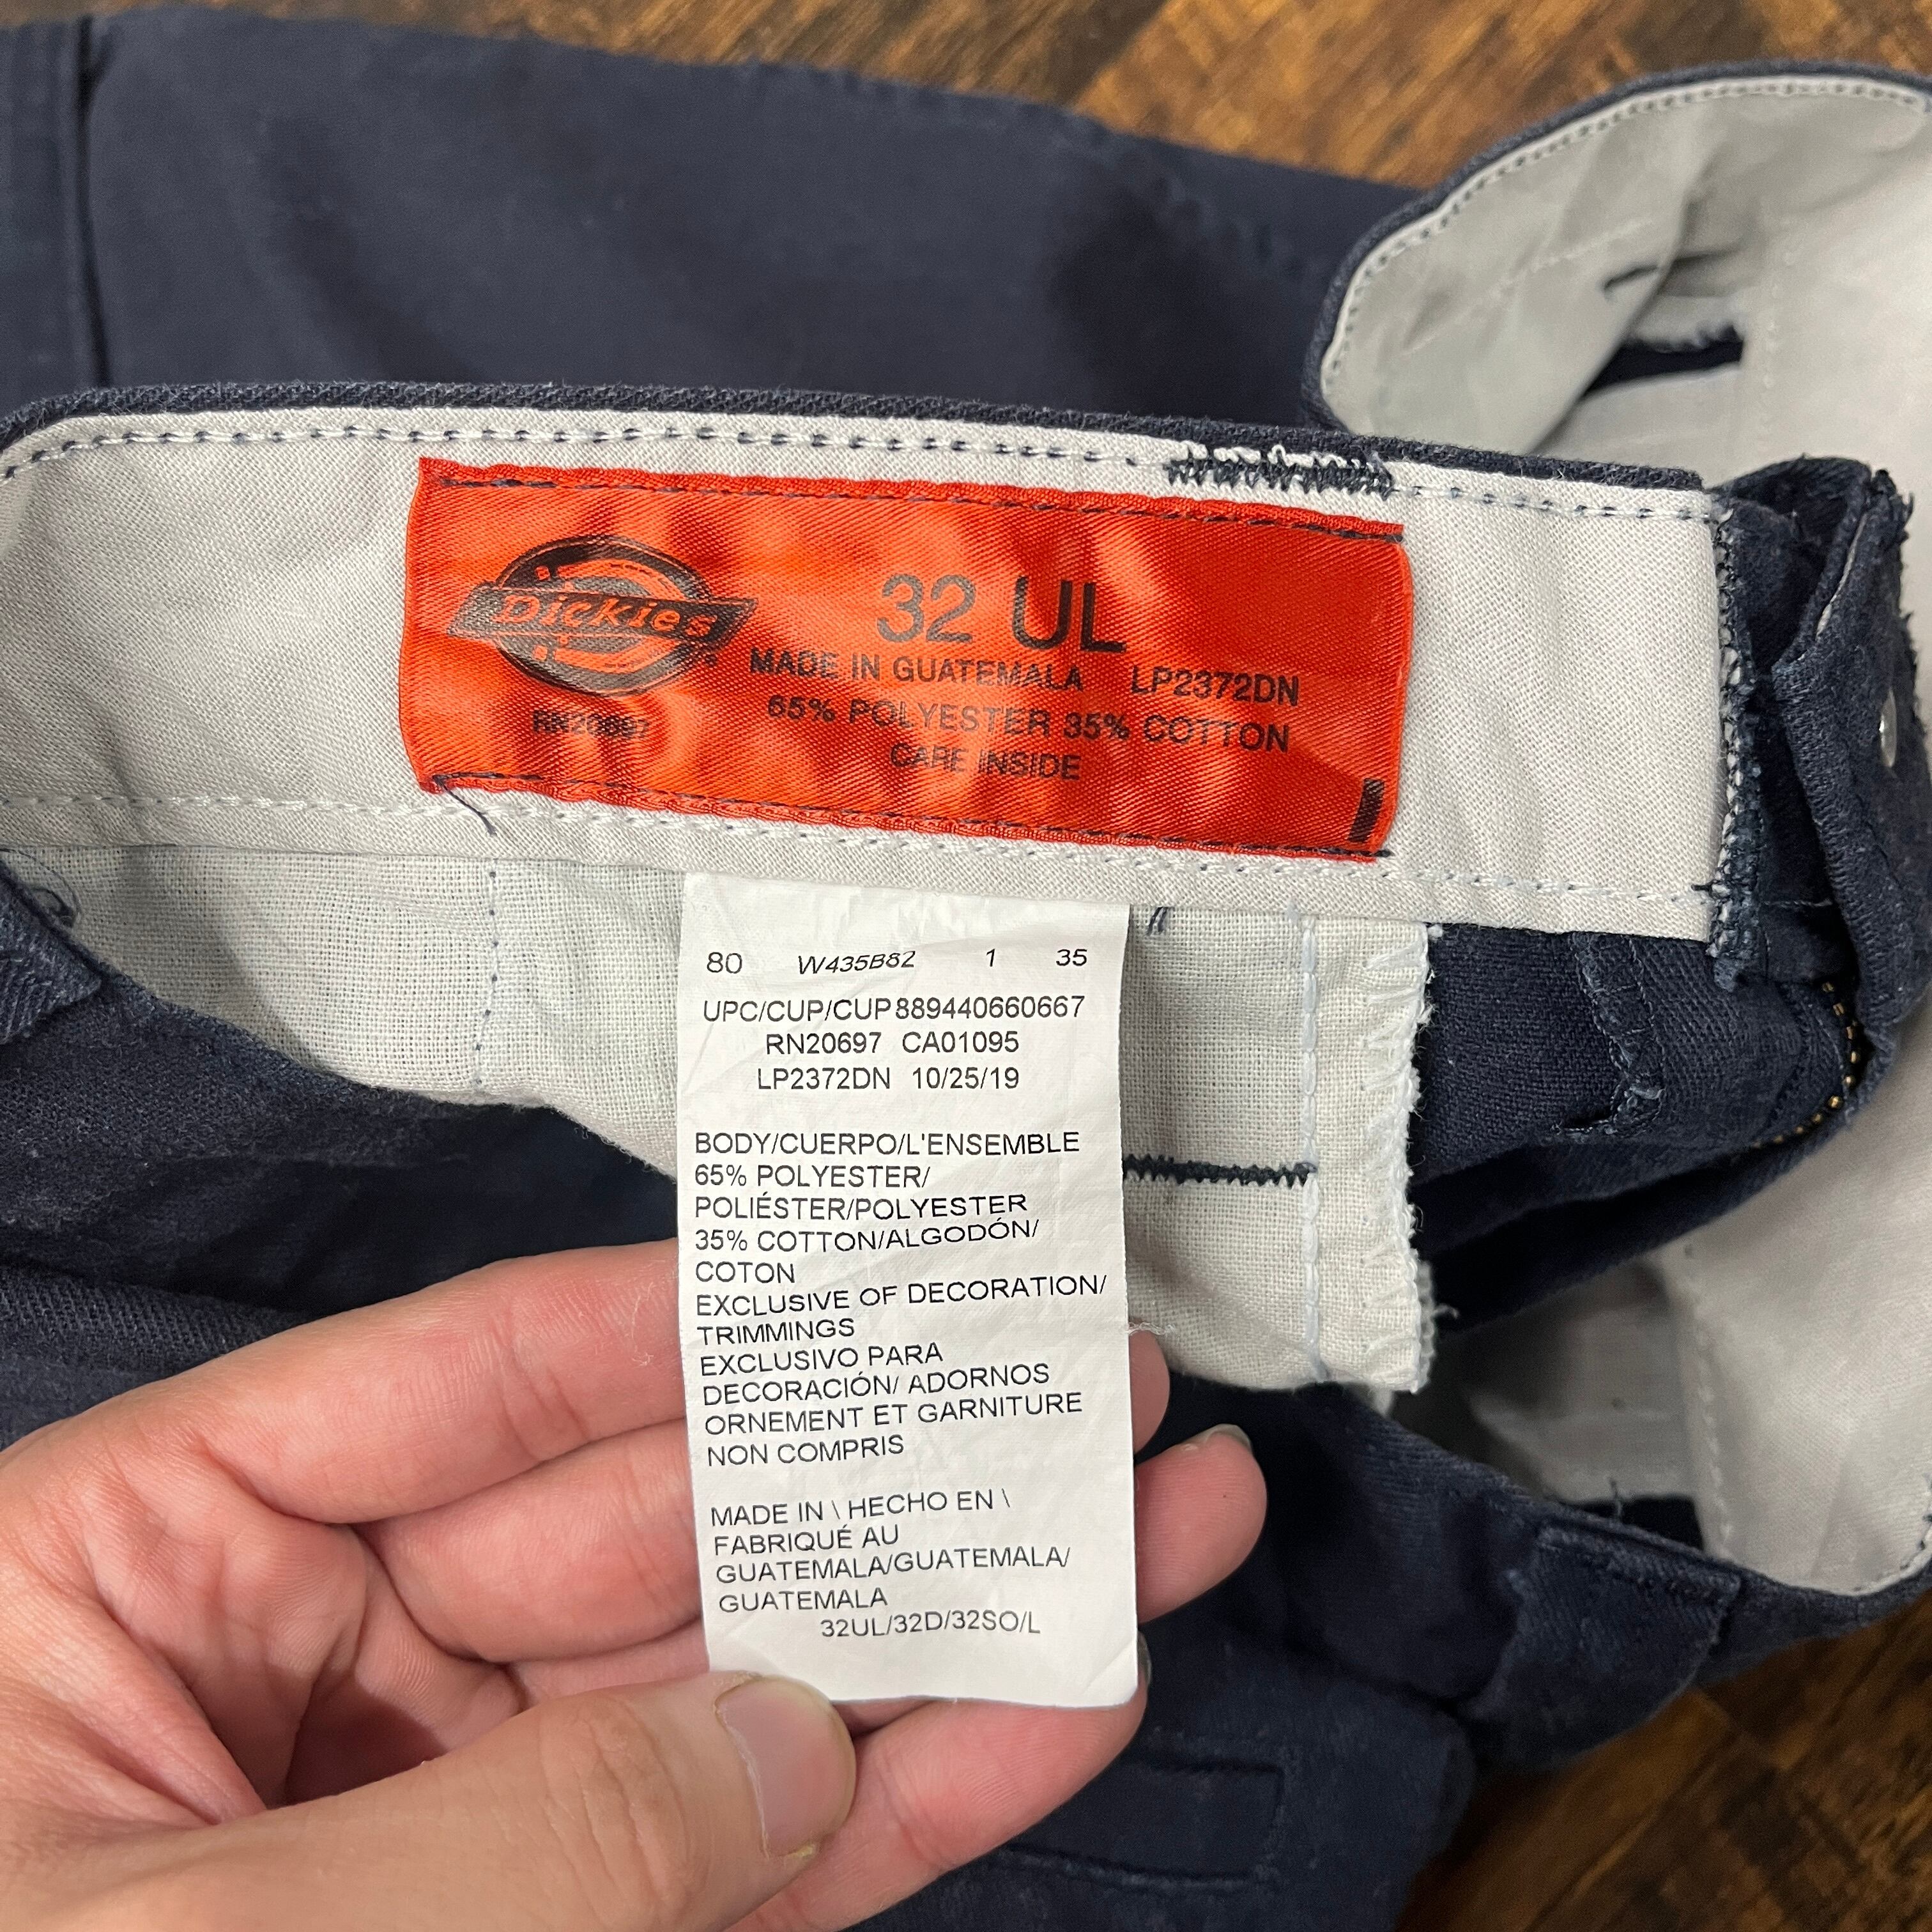 Dickies
32 UL
MADE IN GUATEMALA LP2372DN
RN20697
65% POLYESTER 35% COTTON
CARE INSIDE
80 W435B82 1 35
UPC/CUP/CUP889440660667
RN20697 CA01095
LP2372DN 10/25/19
BODY/CUERPO/L'ENSEMBLE
65% POLYESTER/
POLIÉSTER/POLYESTER
35% COTTON/ALGODÓN/
COTON
EXCLUSIVE OF DECORATION/
TRIMMINGS
EXCLUSIVO PARA
DECORACIÓN/ ADORNOS
ORNEMENT ET GARNITURE
NON COMPRIS
MADE IN \ HECHO EN \
FABRIQUÉ AU
GUATEMALA/GUATEMALA/
GUATEMALA
32UL/32D/32SO/L